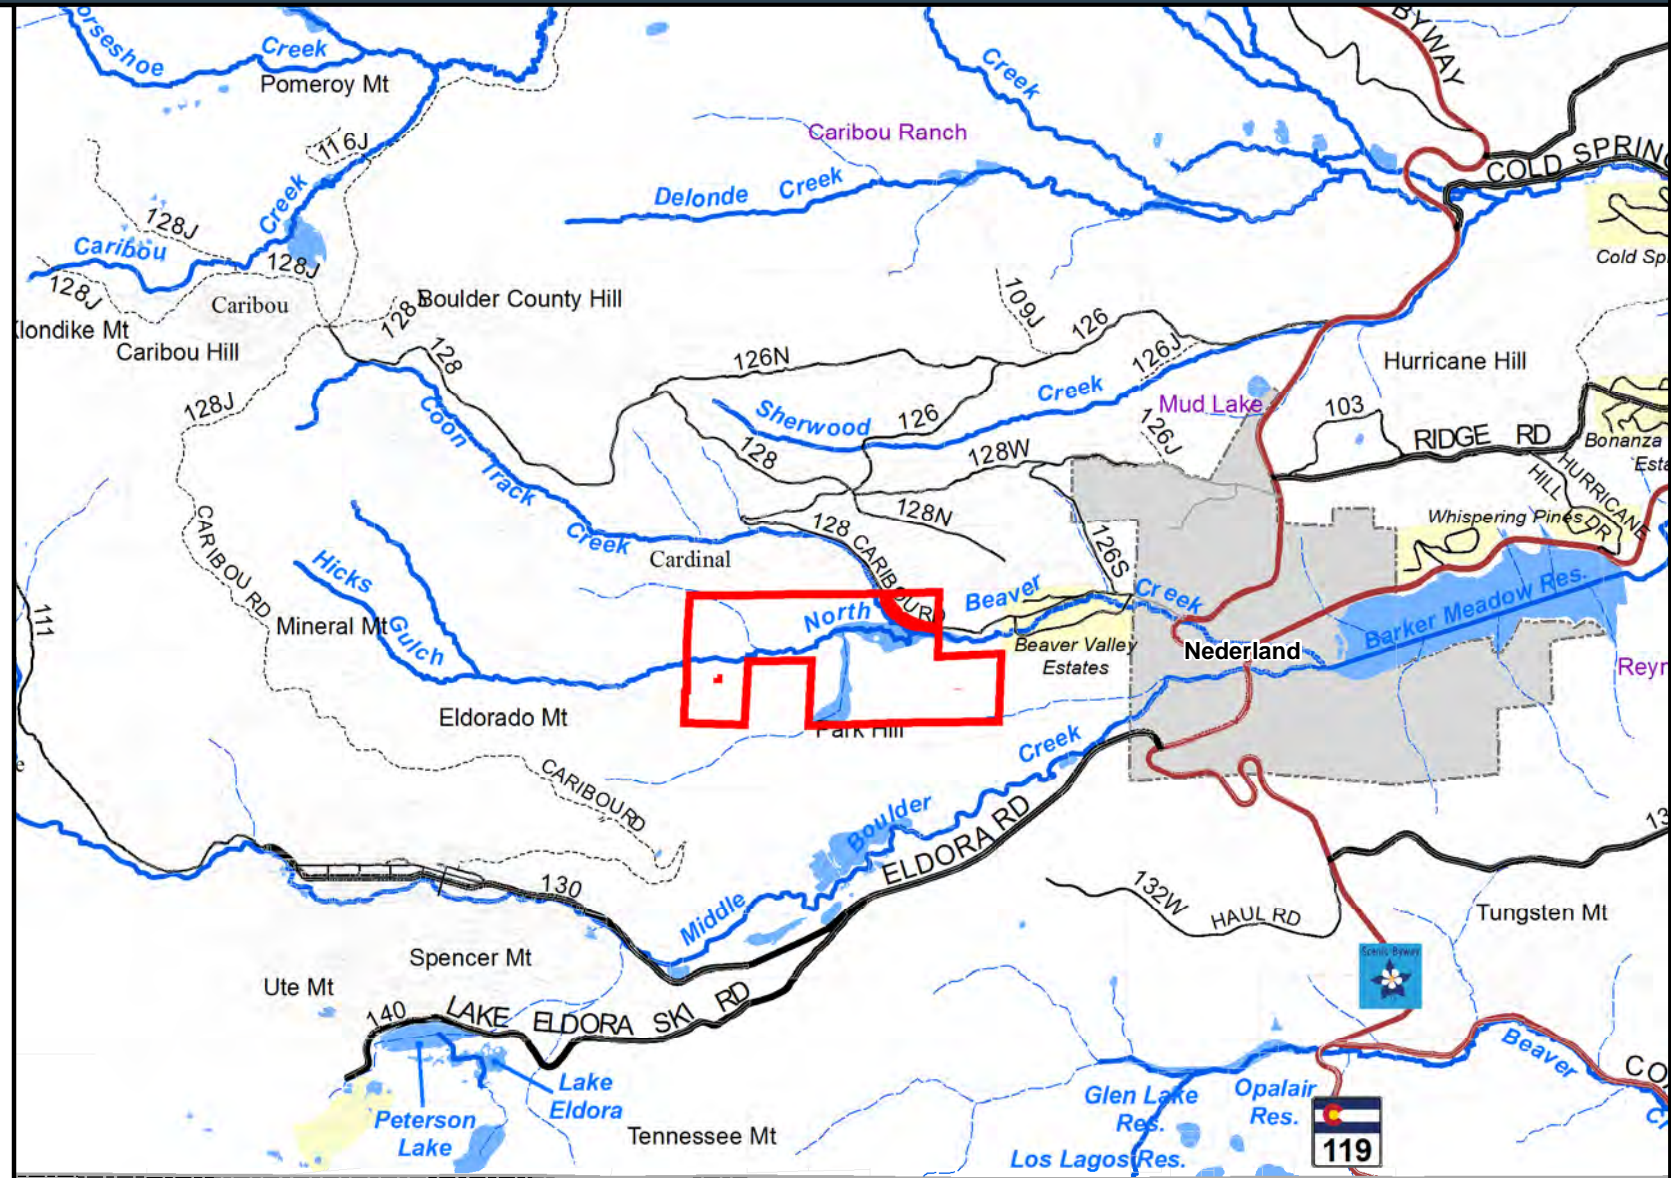 orseshoe
Creek
Pomeroy Mt
Creek
BYWAY
Caribou Ranch
116J
COLD SPRING
Delonde Creek
Creek
128J
Caribou
128J
128J
Cold Sp
Caribou
128J
Boulder County Hill
109J
126
Klondike Mt
Caribou Hill
128
126N
126J
Hurricane Hill
Creek
128J
Coon
Track
Creek
Sherwood
126
Mud Lake
103
126J
RIDGE RD
Bonanza
Esta
128
128W
HURRICANE
HILL
DR
CARIBOU RD
128N
128 CARIBOU RD
Whispering Pines
Cardinal
126S
Hicks
Gulch
111
Mineral Mt
North
Beaver
Creek
Barker Meadow Res.
Beaver Valley
Estates
Nederland
Reyn
Eldorado Mt
Park Hill
e
CARIBOU RD
Creek
Boulder
ELDORA RD
13
130
Middle
132W
HAUL RD
Tungsten Mt
Spencer Mt
Scenic Byway
Ute Mt
140
LAKE ELDORA SKI RD
Beaver
CO
Lake
Eldora
Peterson
Lake
Glen Lake
Res.
Opalair
Res.
C
Tennessee Mt
119
Los Lagos Res.